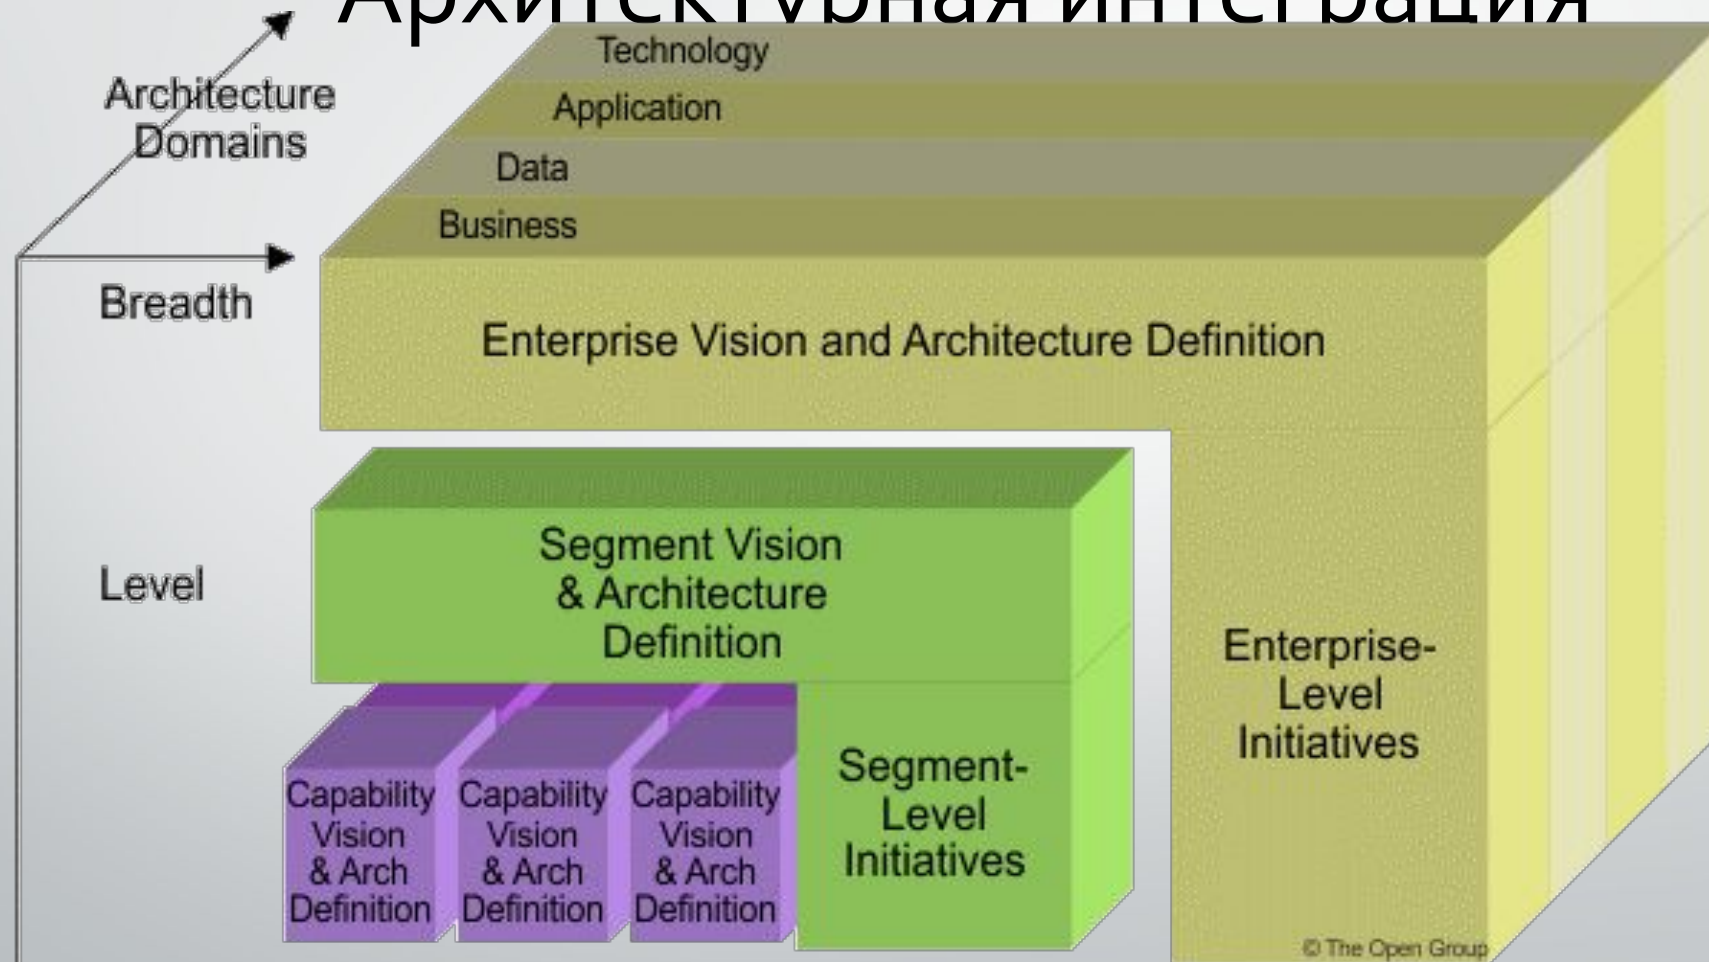 Архитектурная интеграция
Technology
Architecture
Domains
Application
Data
Business
Breadth
Enterprise Vision and Architecture Definition
Level
Segment Vision
& Architecture
Definition
Enterprise-
Level
Initiatives
Segment-
Level
Initiatives
Capability
Vision
& Arch
Definition
Capability
Vision
& Arch
Definition
Capability
Vision
& Arch
Definition
© The Open Group